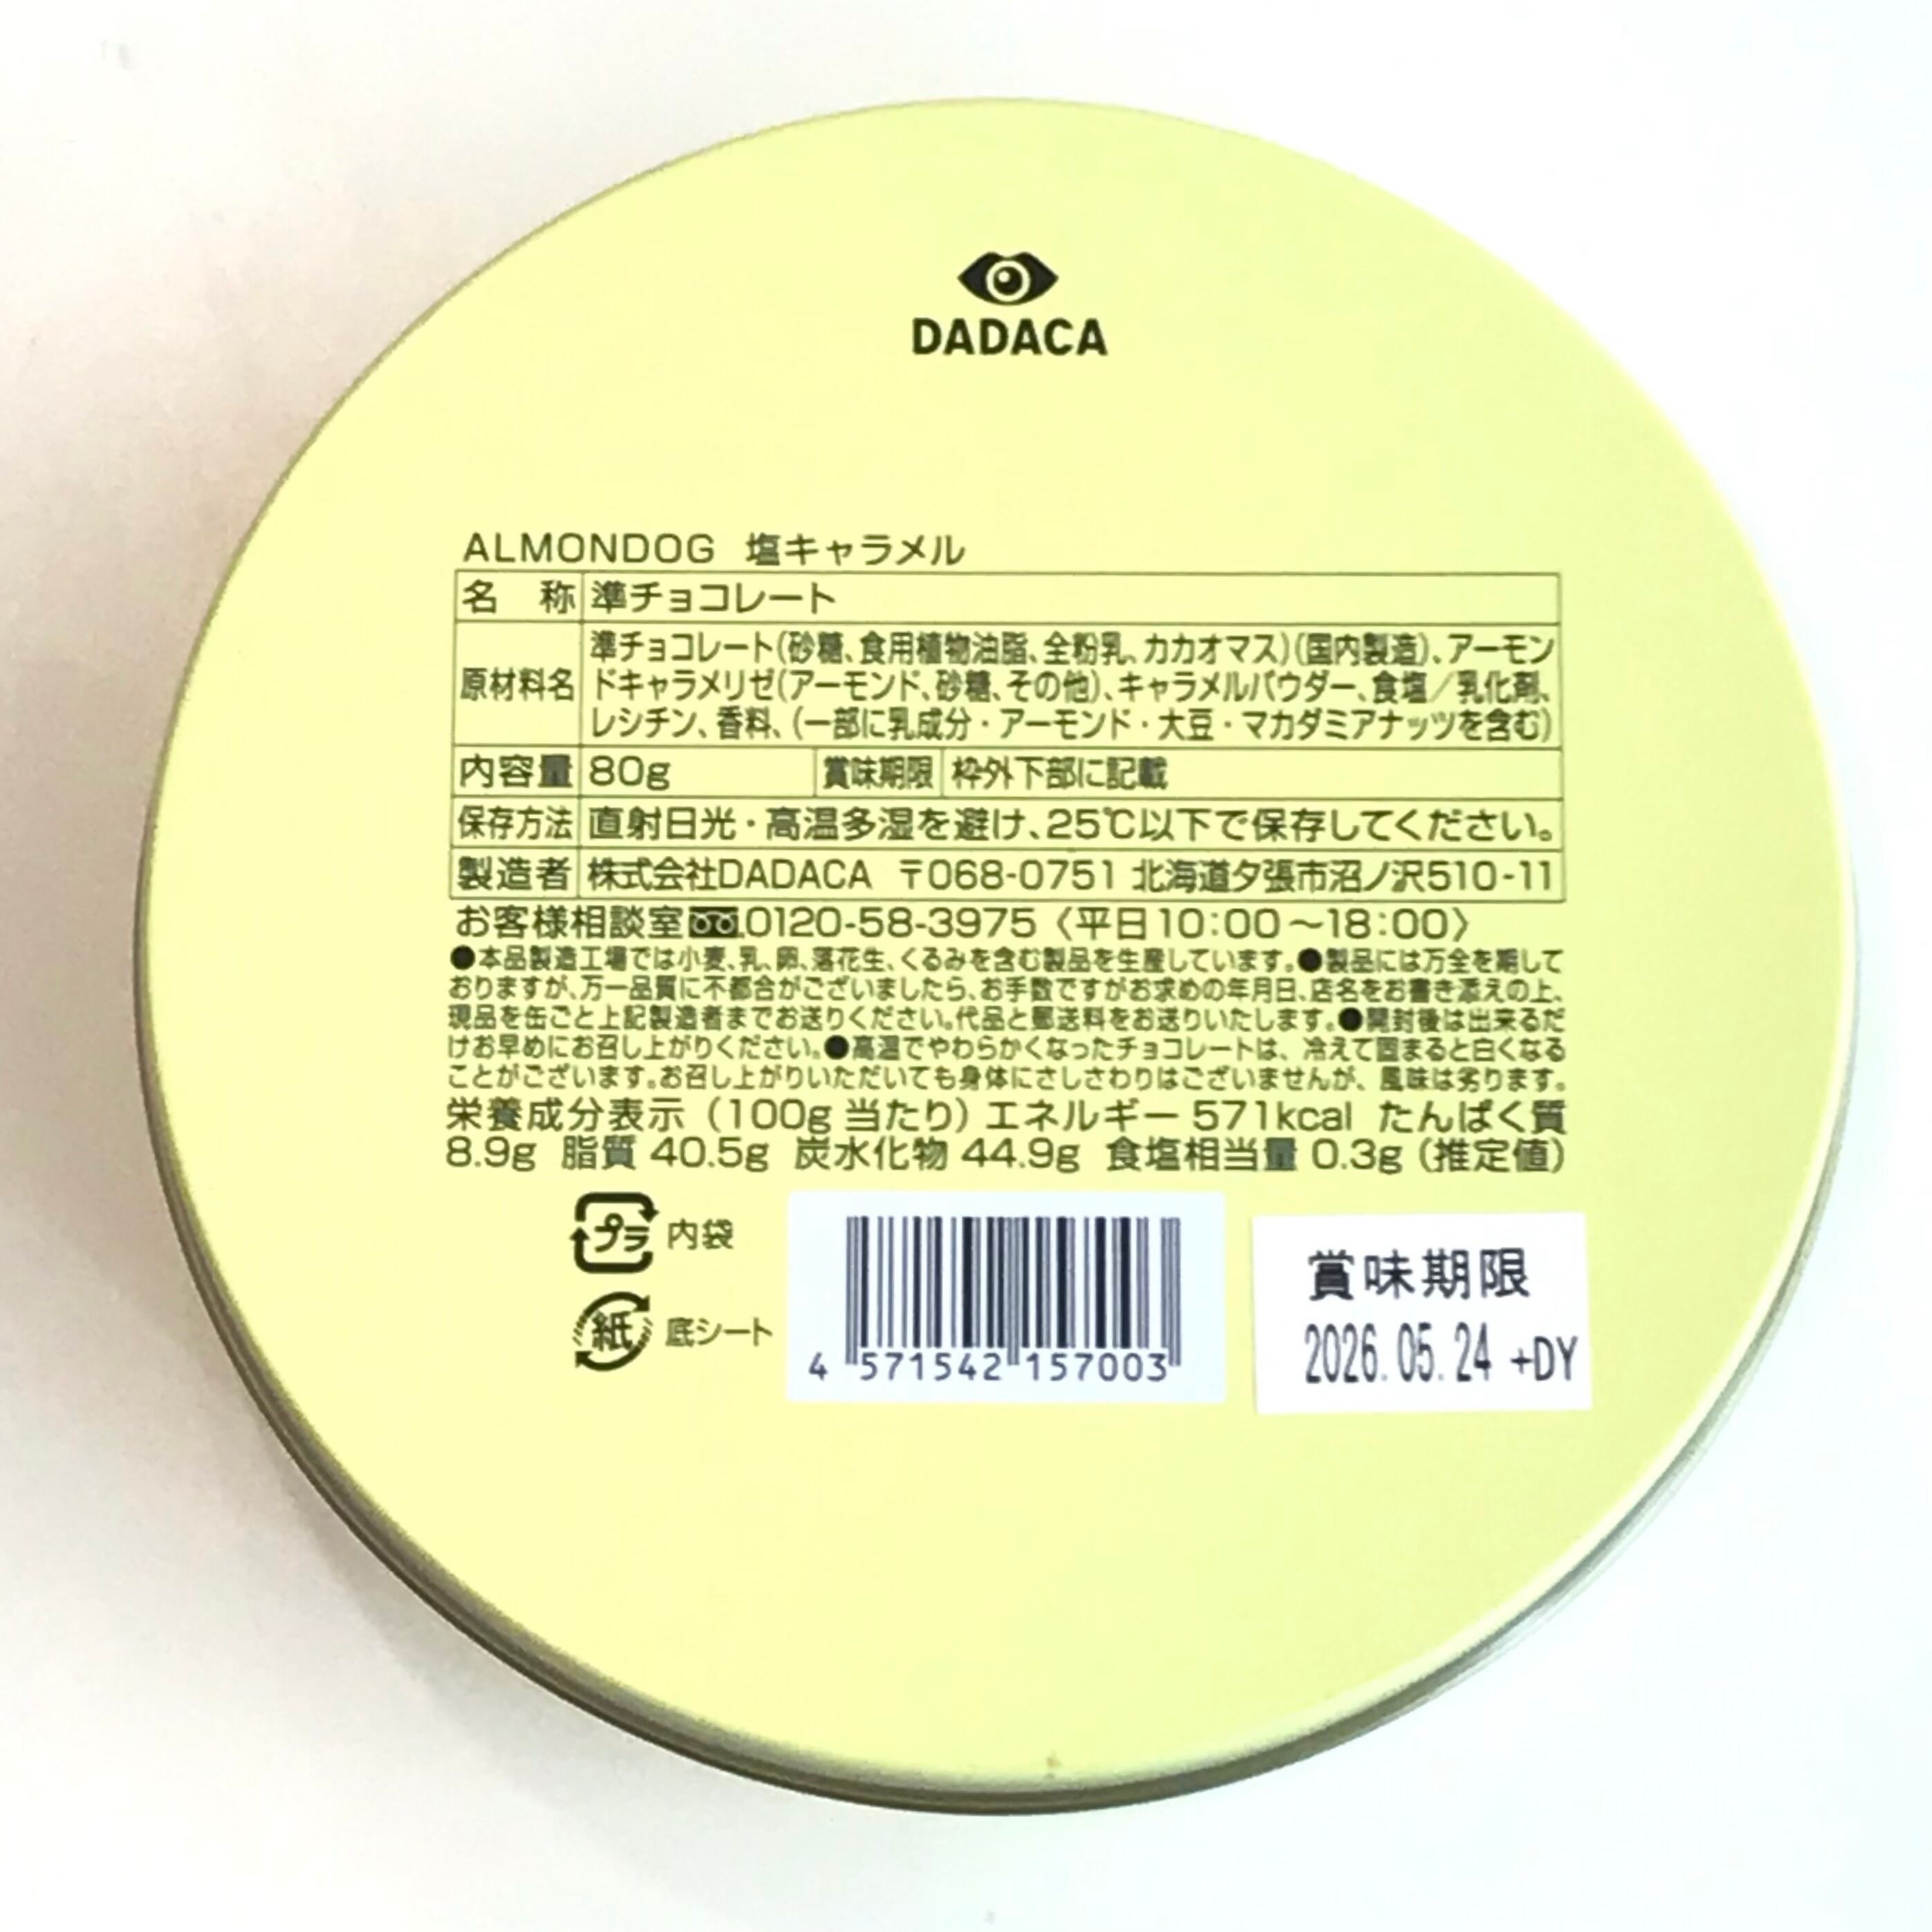 DADACA
ALMONDOG 塩キャラメル
名 称 準チョコレート
原材料名 準チョコレート(砂糖、食用植物油脂、全粉乳、カカオマス)(国内製造)、アーモン
ドキャラメリゼ(アーモンド、砂糖、その他)、キャラメルパウダー、食塩/乳化剤、
レシチン、香料、(一部に乳成分・アーモンド・大豆・マカダミアナッツを含む)
内容量 80g 賞味期限 枠外下部に記載
保存方法 直射日光・高温多湿を避け、25℃以下で保存してください。
製造者 株式会社DADACA 〒068-0751 北海道夕張市沼ノ沢510-11
お客様相談室 0120-58-3975〈平日10:00~18:00〉
●本品製造工場では小麦、乳、卵、落花生、くるみを含む製品を生産しています。●製品には万全を期して
おりますが、万一品質に不都合がございましたら、お手数ですがお求めの年月日、店名をお書き添えの上、
現品を缶ごと上記製造者までお送りください。代品と郵送料をお送りいたします。●開封後は出来るだ
けお早めにお召し上がりください。●高温でやわらかくなったチョコレートは、冷えて固まると白くなる
ことがございます。お召し上がりいただいても身体にさしさわりはございませんが、風味は劣ります。
栄養成分表示(100g 当たり)エネルギー 571kcal たんぱく質
8.9g 脂質 40.5g 炭水化物 44.9g 食塩相当量 0.3g(推定値)
プラ 内袋
紙 底シート
4 571542 157003
賞味期限
2026.05.24 +DY